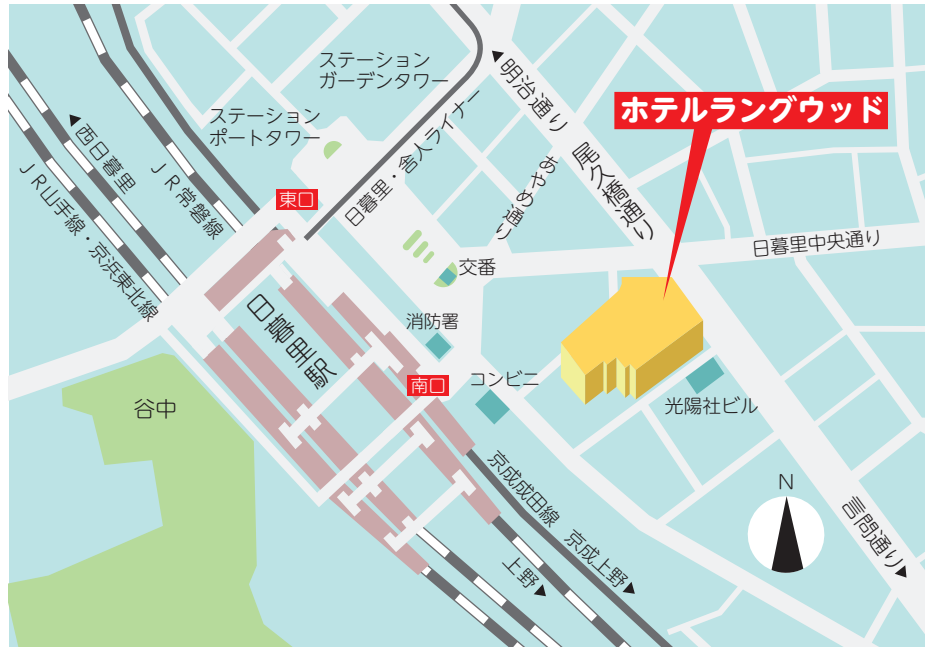 ステーション
ガーデンタワー
ステーション
ポートタワー
◀明治通り
ホテルラングウッド
尾久橋通り
あやめ通り
日暮里・舎人ライナー
◀西日暮里
JR常磐線
JR山手線・京浜東北線
東口
日暮里中央通り
交番
消防署
日暮里駅
南口
コンビニ
光陽社ビル
谷中
京成成田線
京成上野▶
上野▶
N
言問通り▶